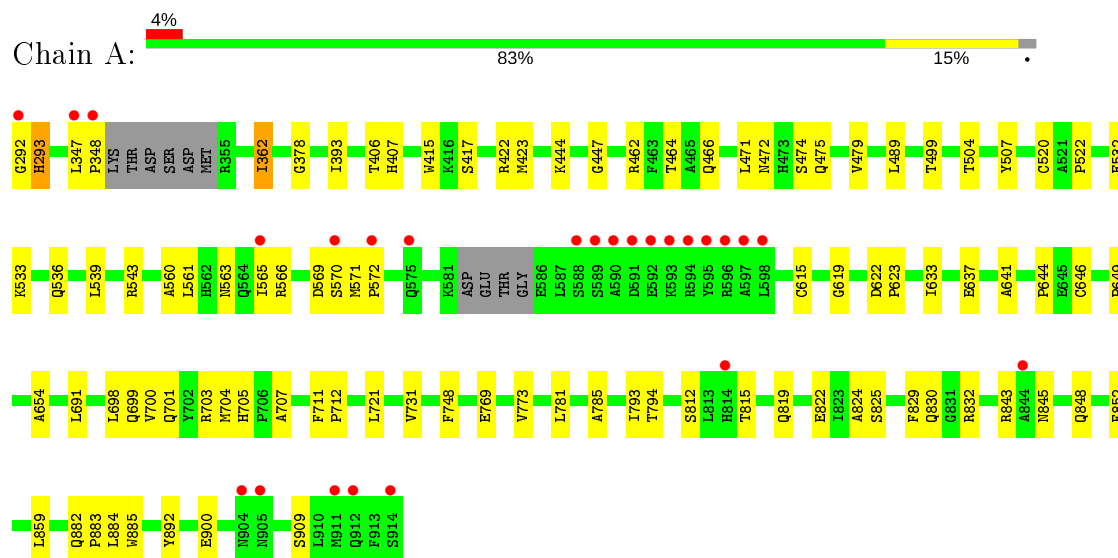 4%
Chain A:
83% 15% •
G292 H293 L347 P348 LYS THR ASP SER ASP MET R355 I362 G378 I393 T406 H407 W415 K416 S417 R422 M423 K444 G447 R462 F463 T464 A465 Q466 L471 N472 H473 S474 Q475 V479 L489 T499 T504 Y507 C520 A521 P522
K533 Q536 L539 R543 A560 L561 H562 N563 Q564 I565 R566 D569 S570 M571 P572 Q575 K581 ASP GLU THR GLY E586 L587 S588 S589 A590 D591 E592 K593 R594 Y595 R596 A597 L598 C615 G619 D622 P623 I633 E637 A641 P644 E645 C646
A654 L691 L698 Q699 V700 Q701 Y702 R703 M704 H705 P706 A707 F711 P712 L721 V731 F748 E769 V773 L781 A785 I793 T794 S812 L813 H814 T815 Q819 E822 I823 A824 S825 F829 Q830 G831 R832 R843 A844 N845 Q848
L859 Q882 P883 L884 W885 Y892 E900 N904 N905 S909 L910 M911 Q912 F913 S914